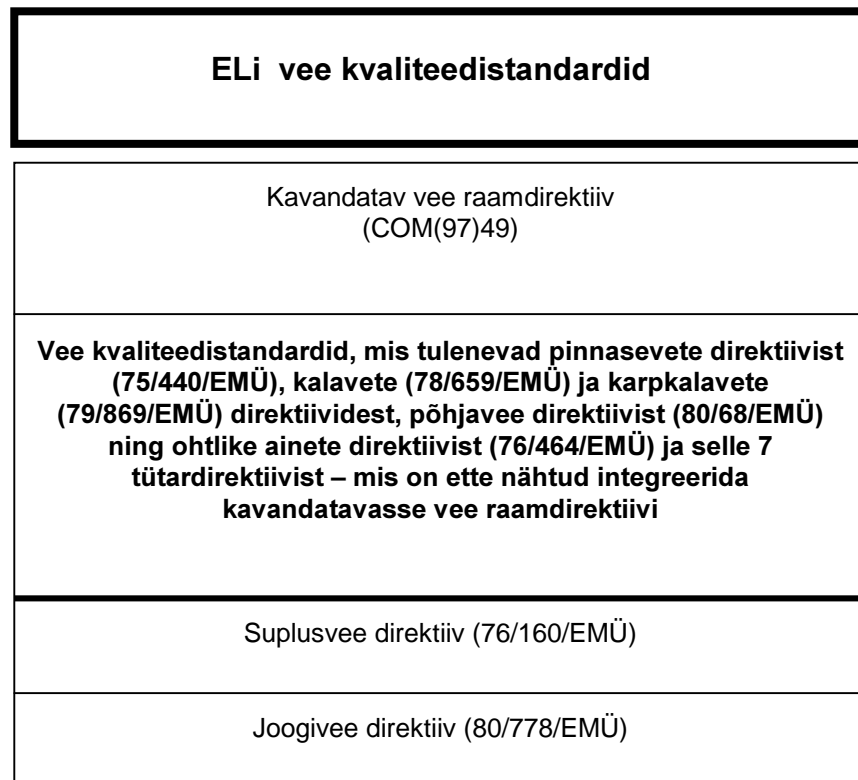 ELi vee kvaliteedistandardid
Kavandatav vee raamdirektiiv
(COM(97)49)
Vee kvaliteedistandardid, mis tulenevad pinnasevete direktiivist
(75/440/EMÜ), kalavete (78/659/EMÜ) ja karpkalavete
(79/869/EMÜ) direktiividest, põhjavee direktiivist (80/68/EMÜ)
ning ohtlike ainete direktiivist (76/464/EMÜ) ja selle 7
tütardirektiivist – mis on ette nähtud integreerida
kavandatavasse vee raamdirektiivi
Suplusvee direktiiv (76/160/EMÜ)
Joogivee direktiiv (80/778/EMÜ)